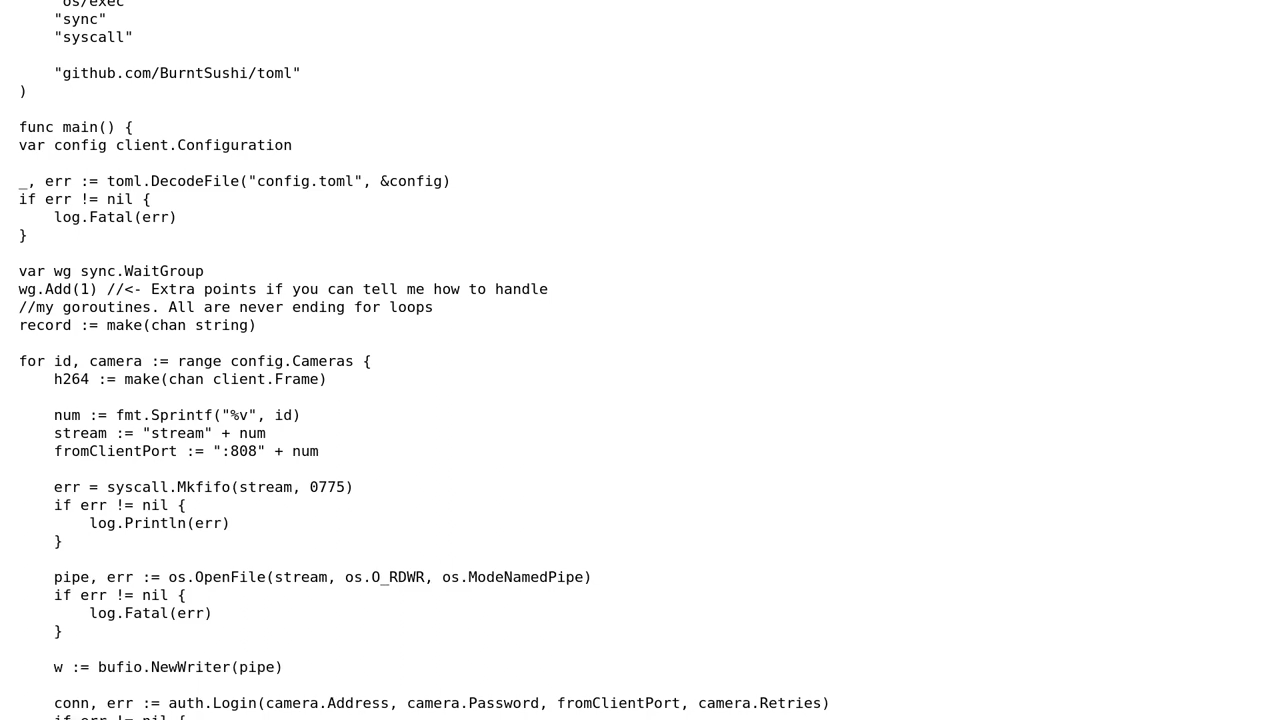 "os/exec"
"sync"
"syscall"
"github.com/BurntSushi/toml"
)
func main() {
var config client.Configuration
_, err := toml.DecodeFile("config.toml", &config)
if err != nil {
log.Fatal(err)
}
var wg sync.WaitGroup
wg.Add(1) //<- Extra points if you can tell me how to handle
//my goroutines. All are never ending for loops
record := make(chan string)
for id, camera := range config.Cameras {
h264 := make(chan client.Frame)
num := fmt.Sprintf("%v", id)
stream := "stream" + num
fromClientPort := ":808" + num
err = syscall.Mkfifo(stream, 0775)
if err != nil {
log.Println(err)
}
pipe, err := os.OpenFile(stream, os.O_RDWR, os.ModeNamedPipe)
if err != nil {
log.Fatal(err)
}
w := bufio.NewWriter(pipe)
conn, err := auth.Login(camera.Address, camera.Password, fromClientPort, camera.Retries)
if err != nil {